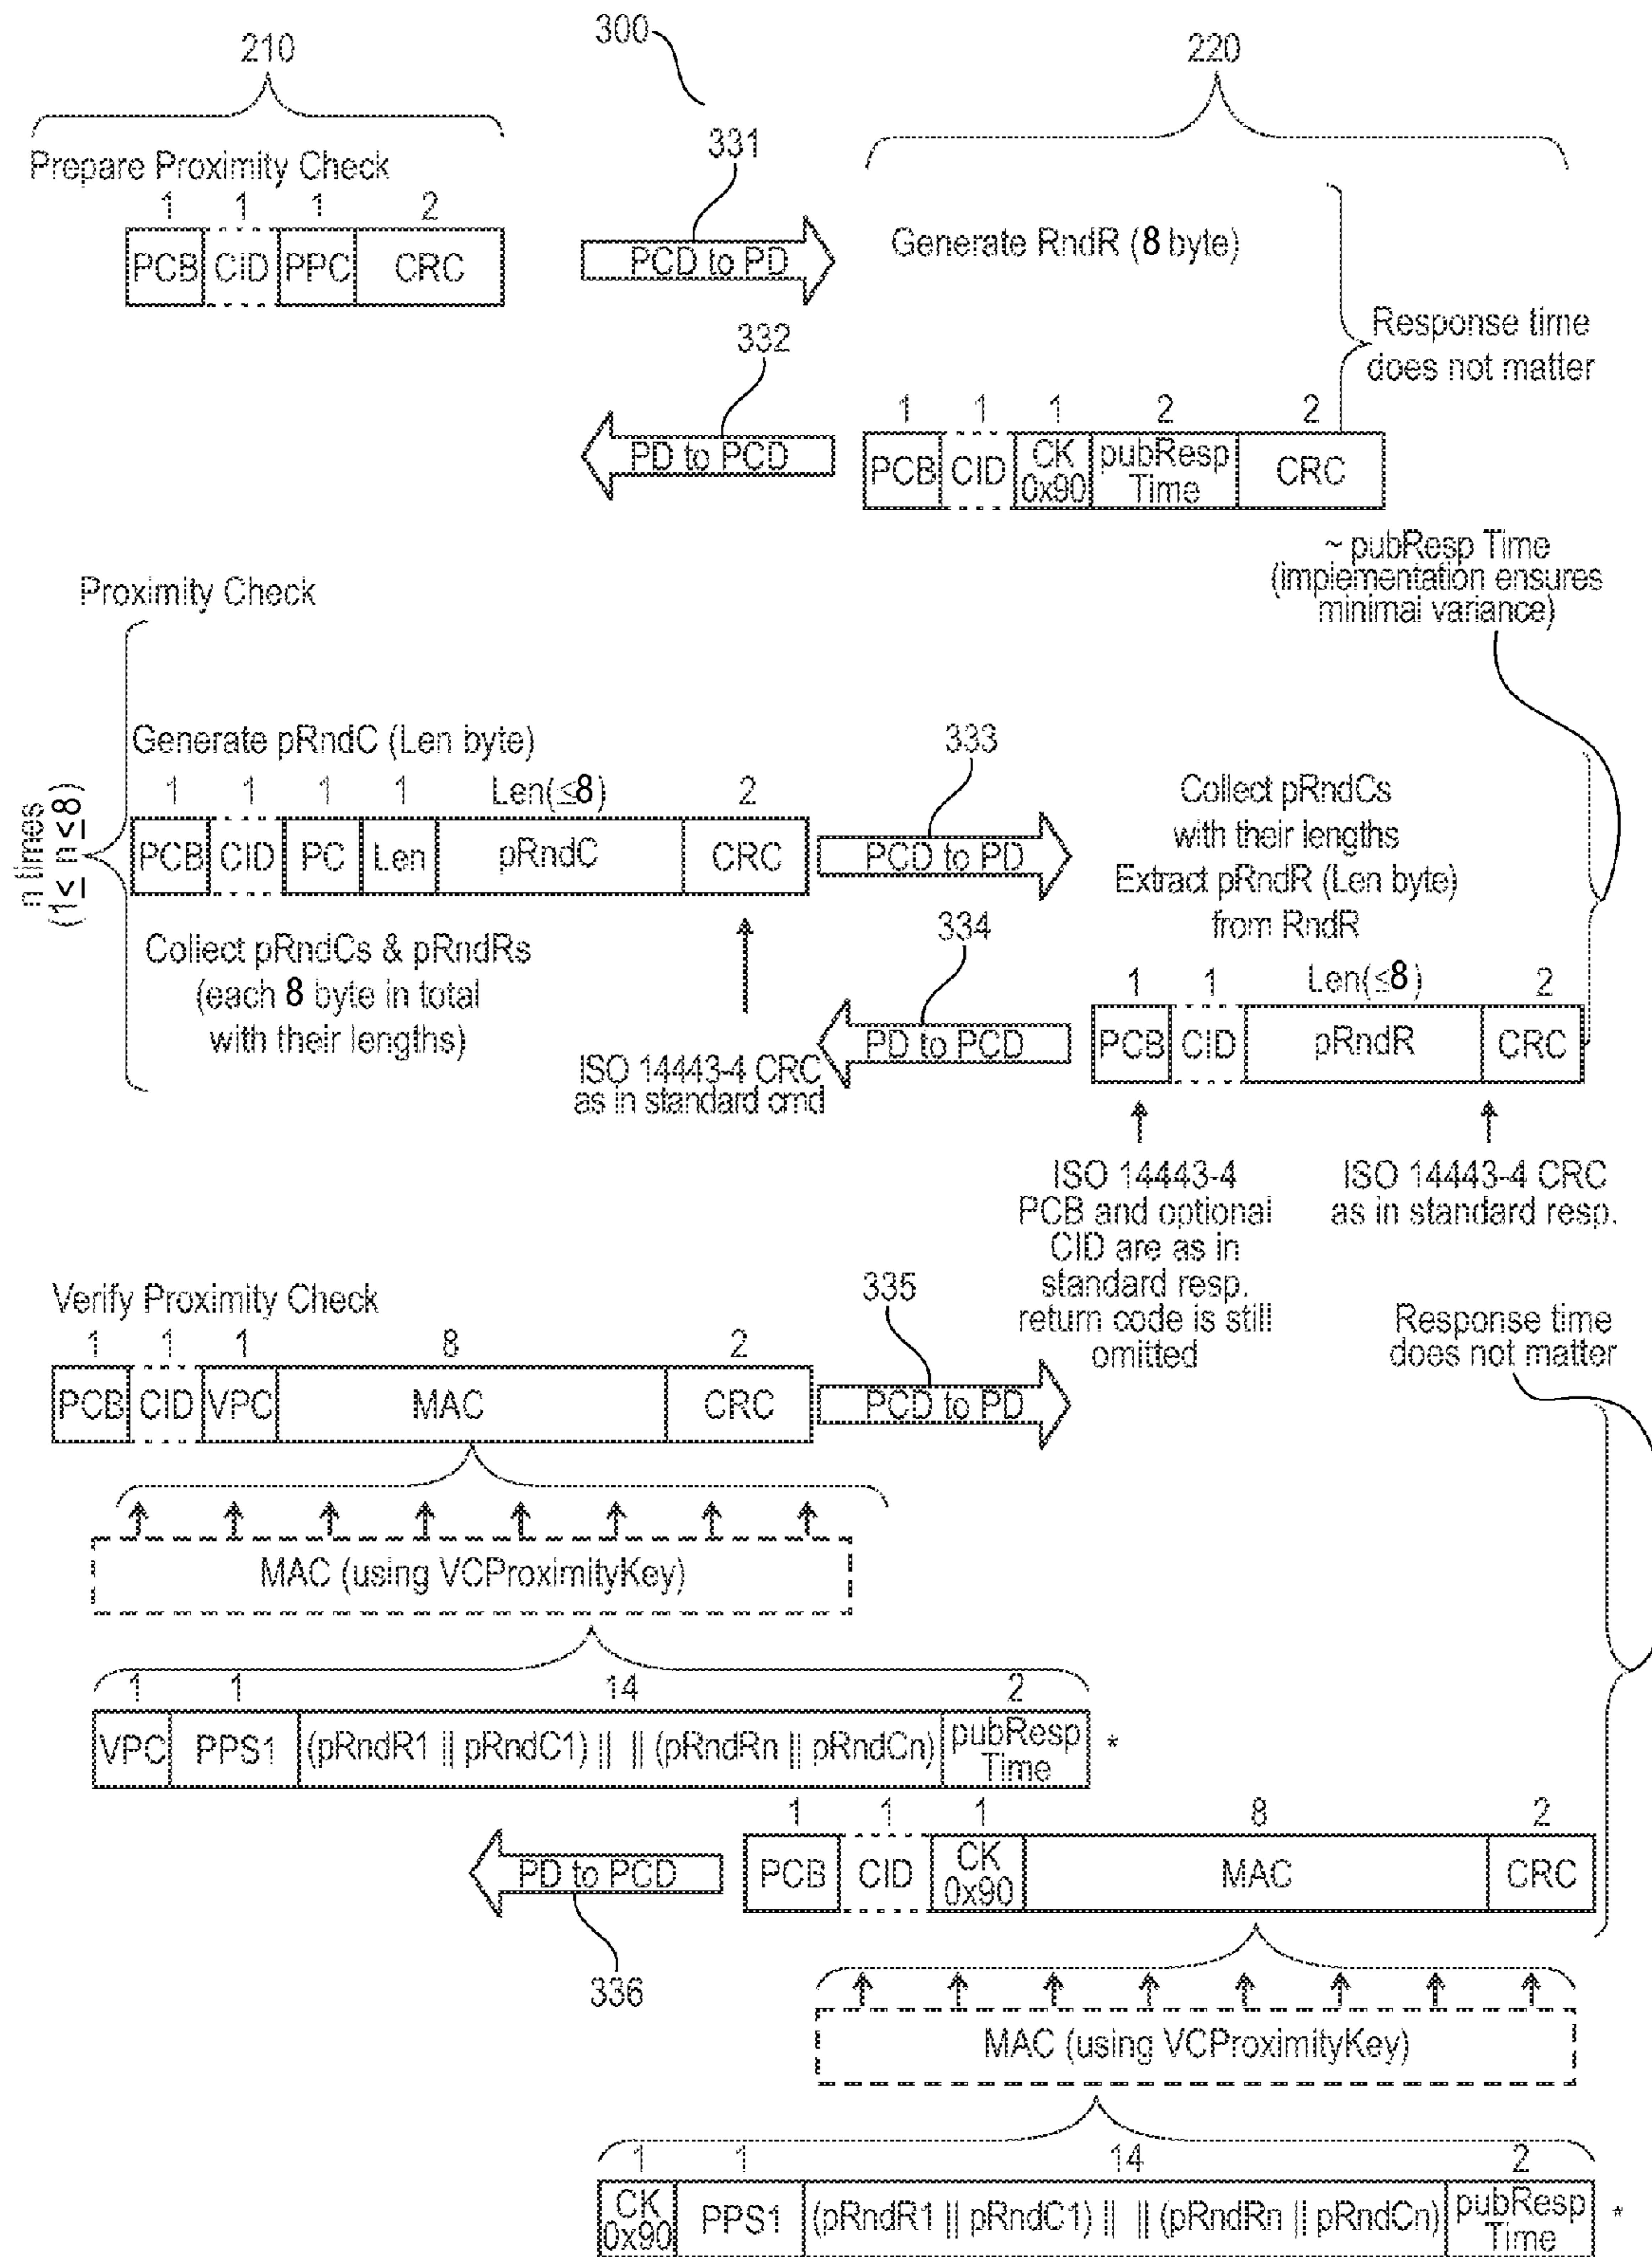 300
210
220
331
Prepare Proximity Check
1 1 1 2
PCB CID PPC CRC
PCD to PD
Generate RndR (8 byte)
Response time
does not matter
332
PD to PCD
1 1 1 2 2
PCB CID CK 0x90 pubResp Time CRC
~ pubResp Time
(implementation ensures
minimal variance)
Proximity Check
n times
(1≤ n ≤8)
Generate pRndC (Len byte)
1 1 1 1 Len(≤8) 2
PCB CID PC Len pRndC CRC
333
PCD to PD
Collect pRndCs
with their lengths
Extract pRndR (Len byte)
from RndR
Collect pRndCs & pRndRs
(each 8 byte in total
with their lengths)
334
PD to PCD
1 1 Len(≤8) 2
PCB CID pRndR CRC
ISO 14443-4 CRC
as in standard cmd
ISO 14443-4
PCB and optional
CID are as in
standard resp.
return code is still
omitted
ISO 14443-4 CRC
as in standard resp.
Verify Proximity Check
1 1 1 8 2
PCB CID VPC MAC CRC
335
PCD to PD
Response time
does not matter
MAC (using VCProximityKey)
1 1 14 2
VPC PPS1 (pRndR1 || pRndC1) || || (pRndRn || pRndCn) pubResp Time *
1 1 1 8 2
PD to PCD
PCB CID CK 0x90 MAC CRC
336
MAC (using VCProximityKey)
1 1 14 2
CK 0x90 PPS1 (pRndR1 || pRndC1) || || (pRndRn || pRndCn) pubResp Time *